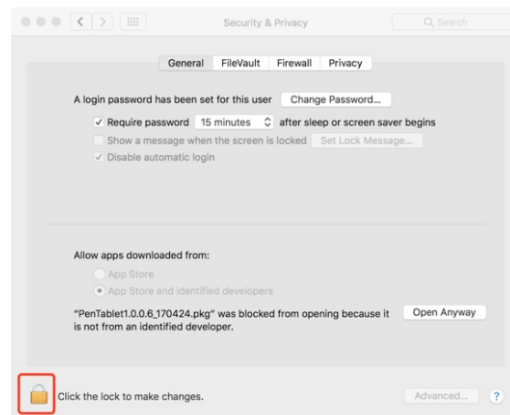 Security & Privacy
Search
General FileVault Firewall Privacy
A login password has been set for this user Change Password...
Require password 15 minutes after sleep or screen saver begins
Show a message when the screen is locked Set Lock Message...
Disable automatic login
Allow apps downloaded from:
App Store
App Store and identified developers
"PenTablet1.0.0.6_170424.pkg" was blocked from opening because it Open Anyway
is not from an identified developer.
Click the lock to make changes. Advanced... ?